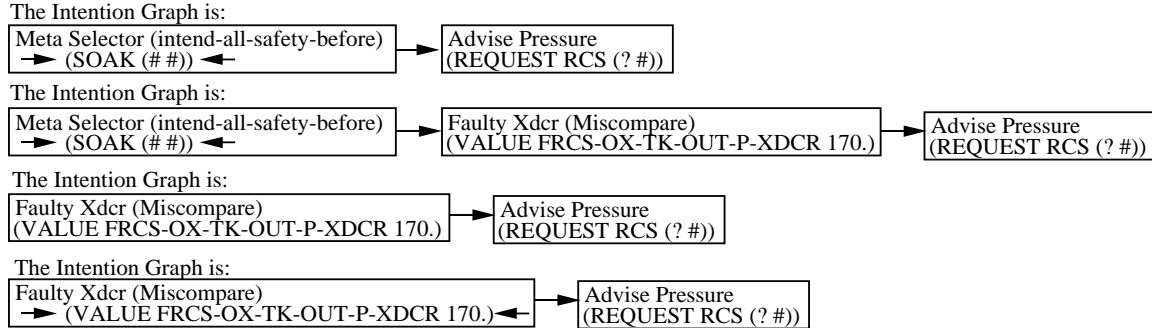 The Intention Graph is:
Meta Selector (intend-all-safety-before)
(SOAK (# #))
Advise Pressure
(REQUEST RCS (? #))
The Intention Graph is:
Meta Selector (intend-all-safety-before)
(SOAK (# #))
Faulty Xdcr (Miscompare)
(VALUE FRCS-OX-TK-OUT-P-XDCR 170.)
Advise Pressure
(REQUEST RCS (? #))
The Intention Graph is:
Faulty Xdcr (Miscompare)
(VALUE FRCS-OX-TK-OUT-P-XDCR 170.)
Advise Pressure
(REQUEST RCS (? #))
The Intention Graph is:
Faulty Xdcr (Miscompare)
(VALUE FRCS-OX-TK-OUT-P-XDCR 170.)
Advise Pressure
(REQUEST RCS (? #))